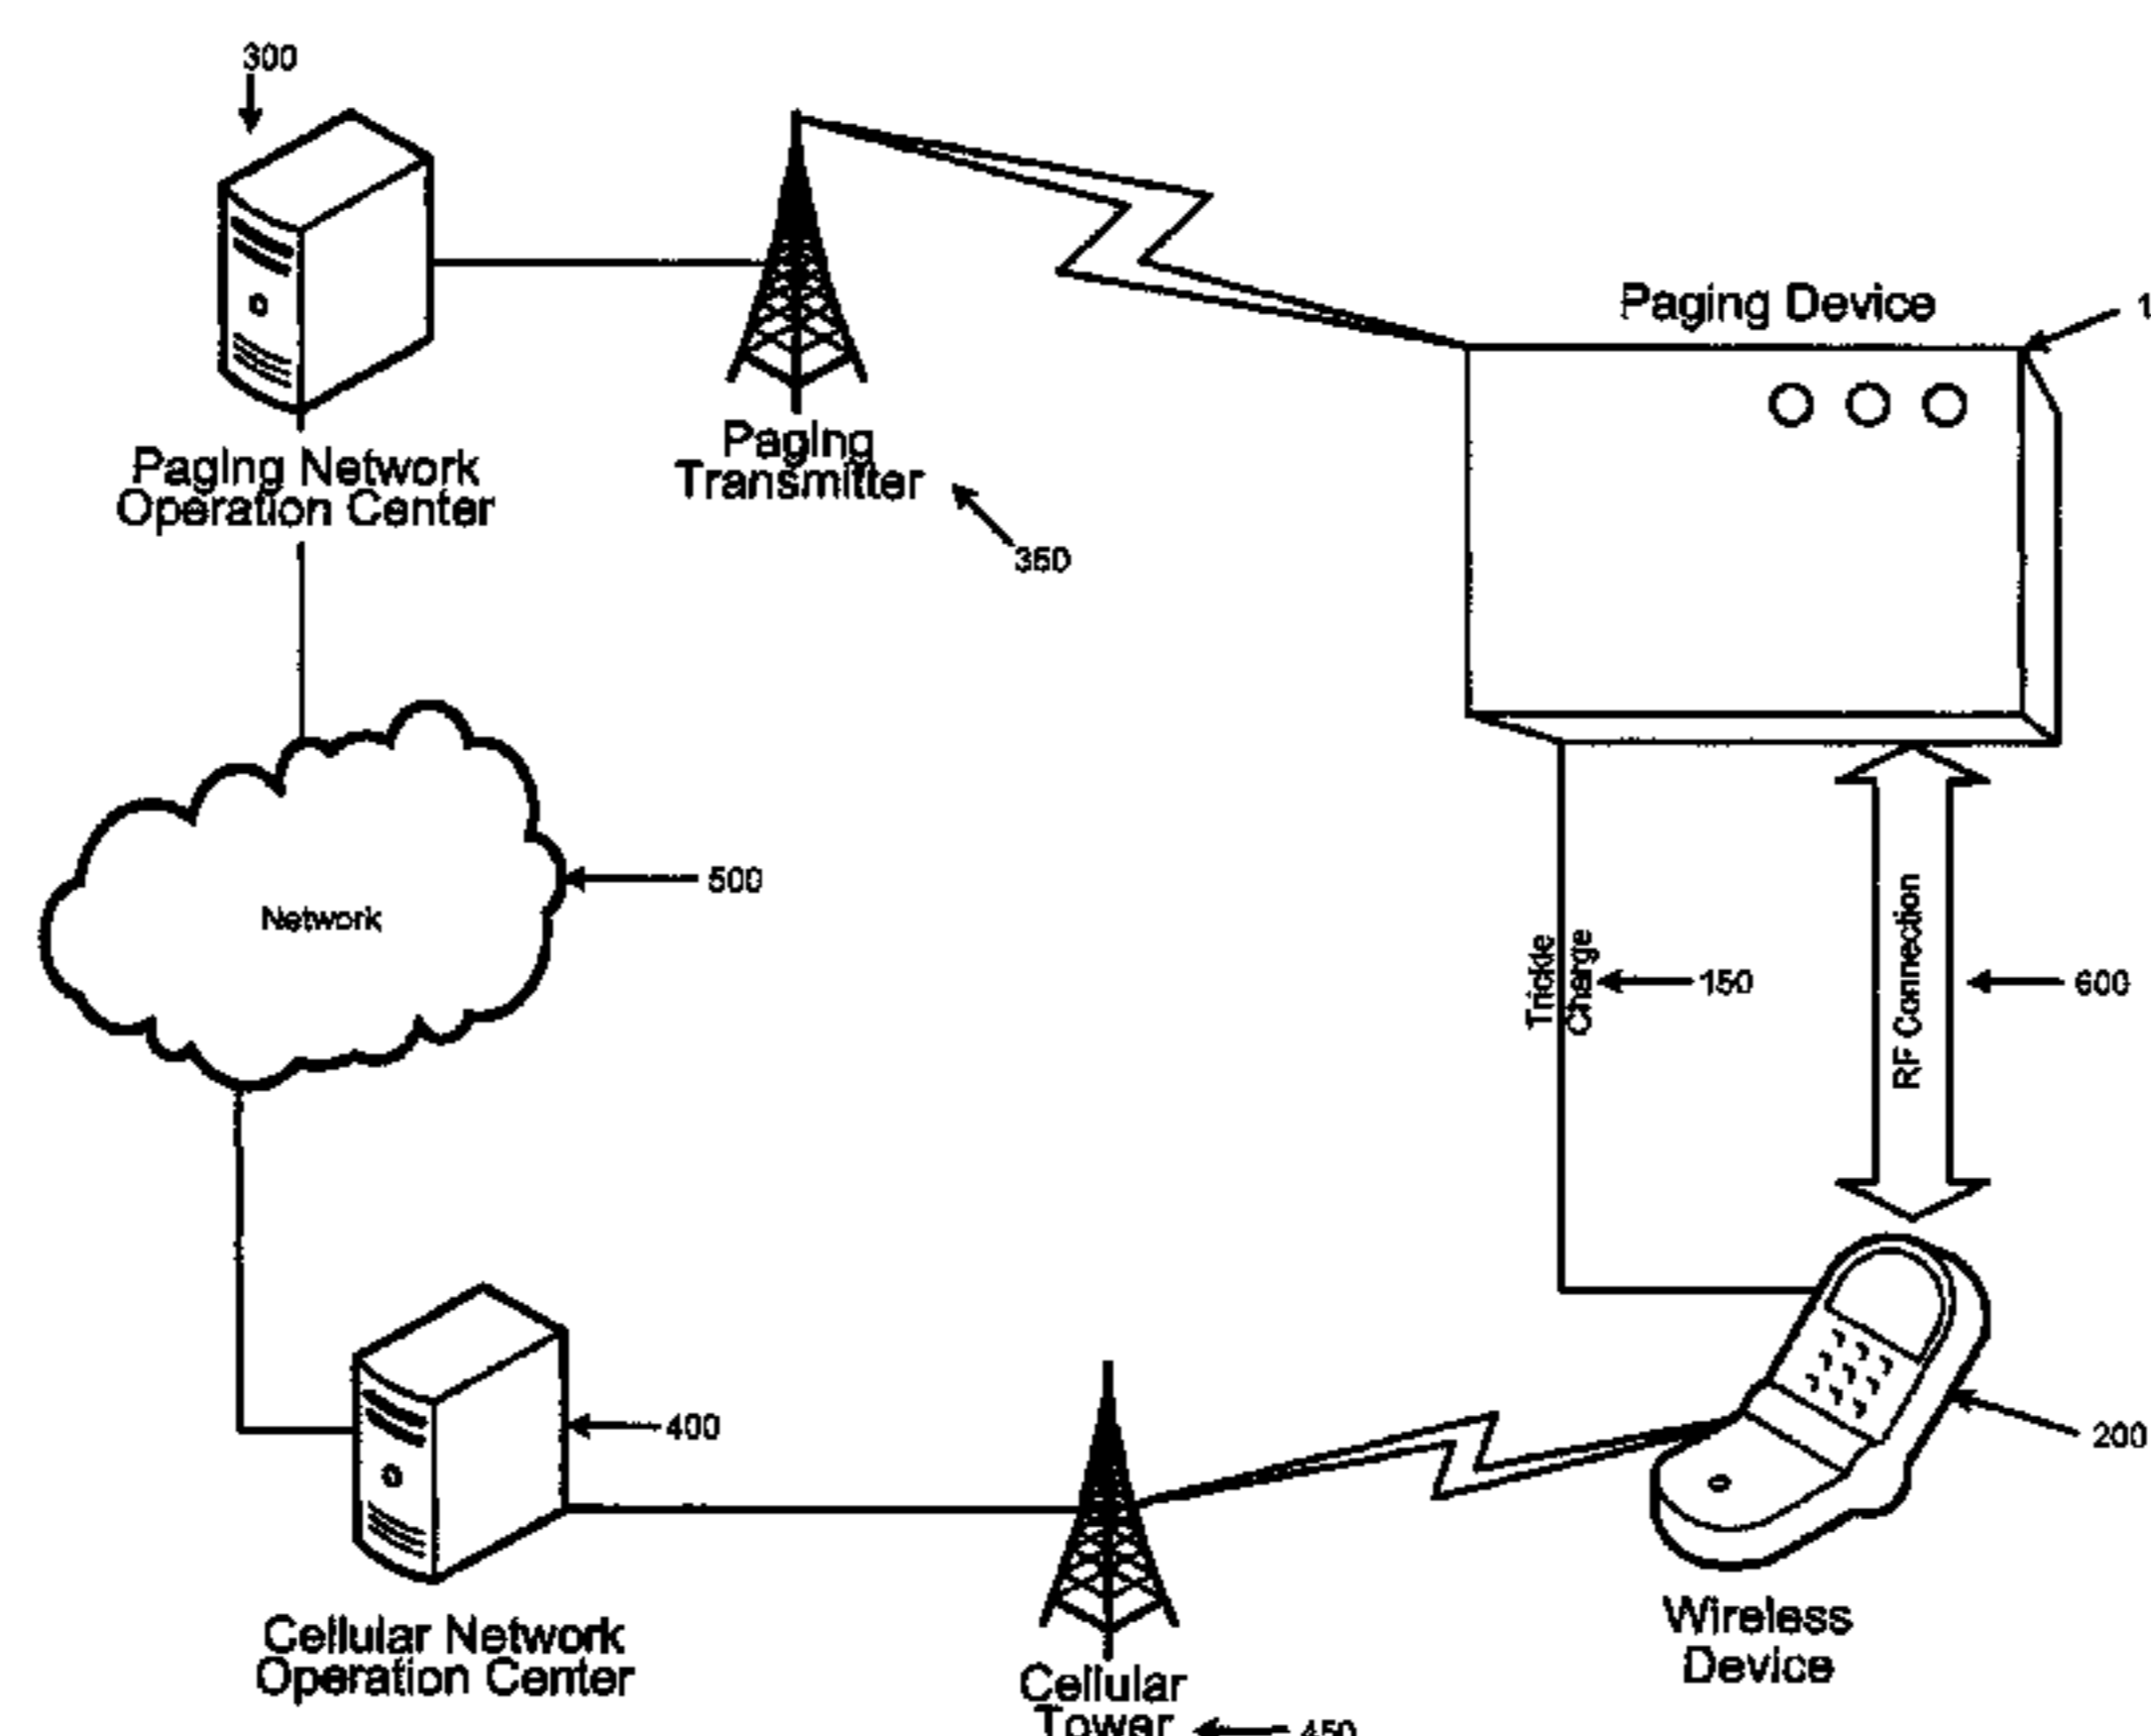 300
Paging Device
1
Paging Network
Operation Center
Paging
Transmitter
350
500
Network
Trickle
Charge
150
RF Connection
600
400
200
Cellular Network
Operation Center
Wireless
Device
Cellular
Tower
450